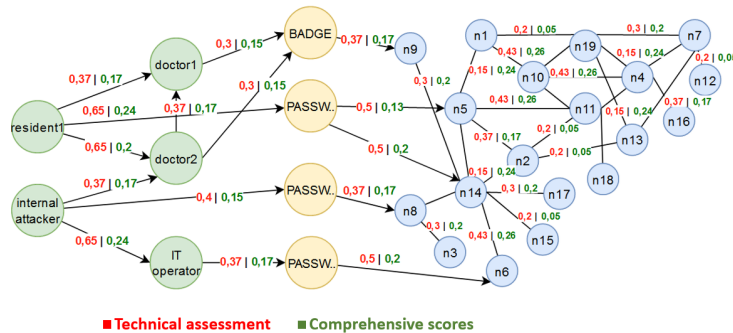 0,3 | 0,15
BADGE
0,37 | 0,17
n9
n1
0,2 | 0,05
n19
0,3 | 0,2
n7
doctor1
0,43 | 0,26
0,15 | 0,24
0,2 | 0,05
0,37 | 0,17
0,3 | 0,15
0,3 | 0,2
0,15 | 0,24
n10
0,43 | 0,26
n4
n12
0,65 | 0,24
0,37 | 0,17
PASSW..
0,5 | 0,13
n5
0,43 | 0,26
n11
0,15 | 0,24
0,37 | 0,17
n16
resident1
0,65 | 0,2
doctor2
0,5 | 0,2
0,37 | 0,17
0,2 | 0,05
n13
n2
0,2 | 0,05
0,37 | 0,17
0,15 | 0,24
n18
internal
attacker
0,4 | 0,15
PASSW..
0,37 | 0,17
n14
0,3 | 0,2
n17
n8
0,2 | 0,05
0,65 | 0,24
0,3 | 0,2
n15
0,43 | 0,26
n3
IT
operator
0,37 | 0,17
PASSW..
0,5 | 0,2
n6
Technical assessment
Comprehensive scores